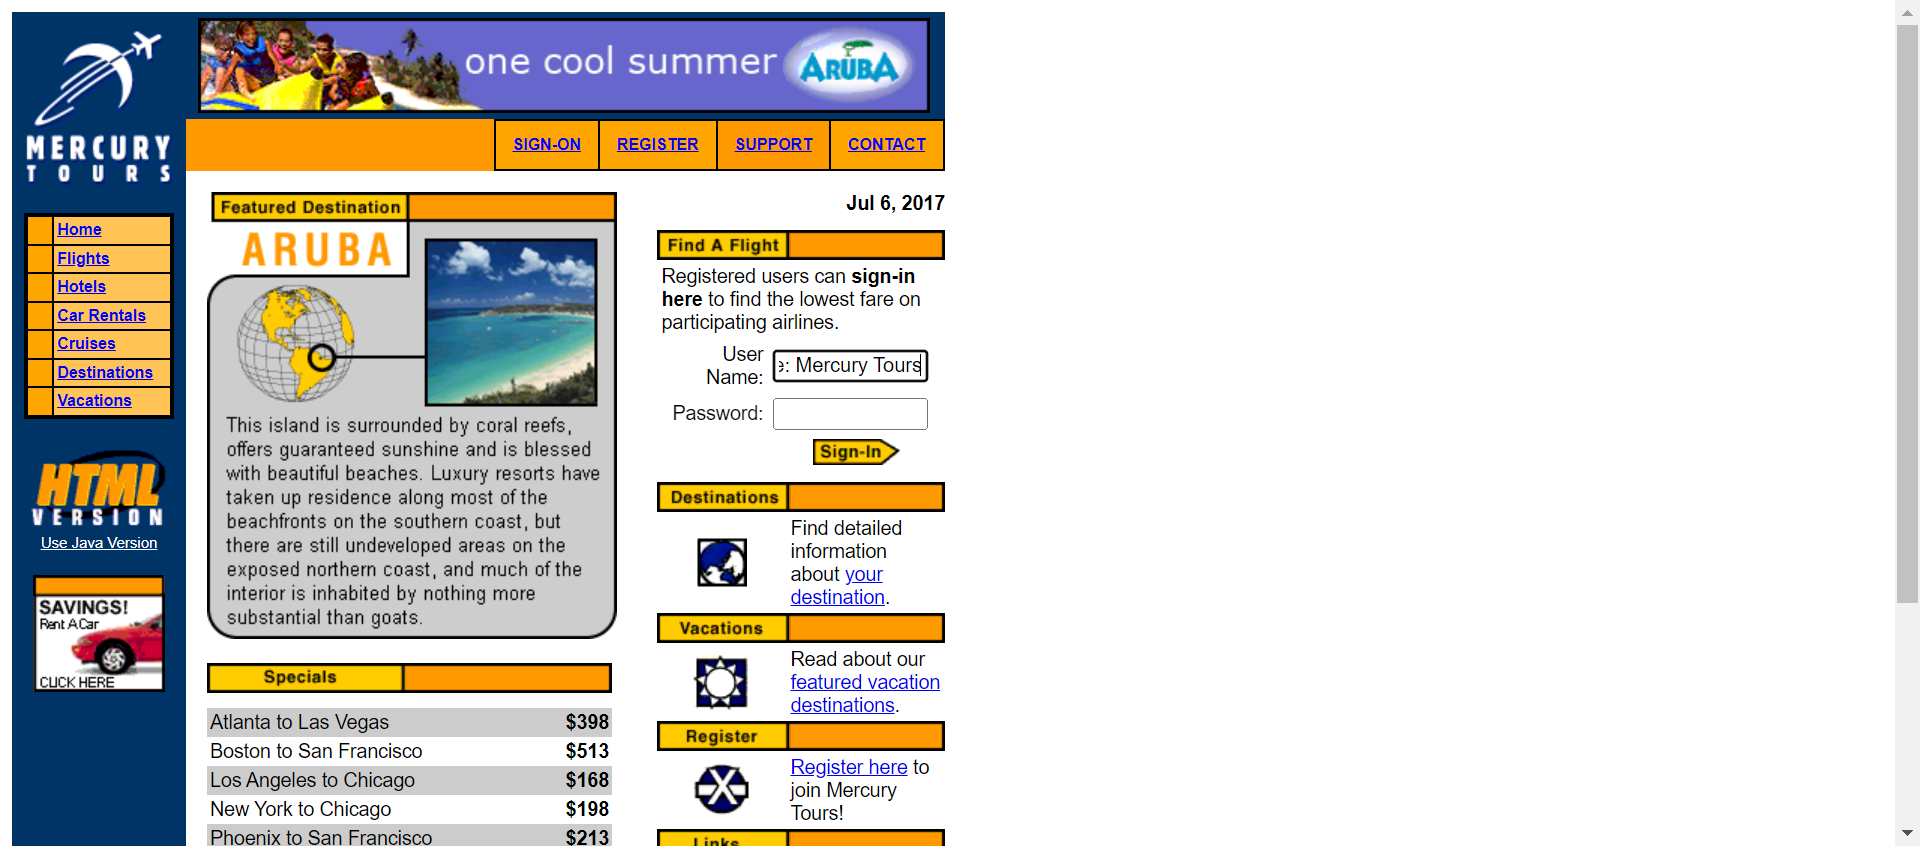 one cool summer ARUBA
MERCURY
TOURS
SIGN-ON REGISTER SUPPORT CONTACT
Home
Flights
Hotels
Car Rentals
Cruises
Destinations
Vacations
HTML
VERSION
Use Java Version
SAVINGS!
Rent A Car
CLICK HERE
Featured Destination
ARUBA
This island is surrounded by coral reefs,
offers guaranteed sunshine and is blessed
with beautiful beaches. Luxury resorts have
taken up residence along most of the
beachfronts on the southern coast, but
there are still undeveloped areas on the
exposed northern coast, and much of the
interior is inhabited by nothing more
substantial than goats.
Specials
Atlanta to Las Vegas $398
Boston to San Francisco $513
Los Angeles to Chicago $168
New York to Chicago $198
Phoenix to San Francisco $213
Jul 6, 2017
Find A Flight
Registered users can sign-in
here to find the lowest fare on
participating airlines.
User
Name: e: Mercury Tours
Password:
Sign-In
Destinations
Find detailed
information
about your
destination.
Vacations
Read about our
featured vacation
destinations.
Register
Register here to
join Mercury
Tours!
Links